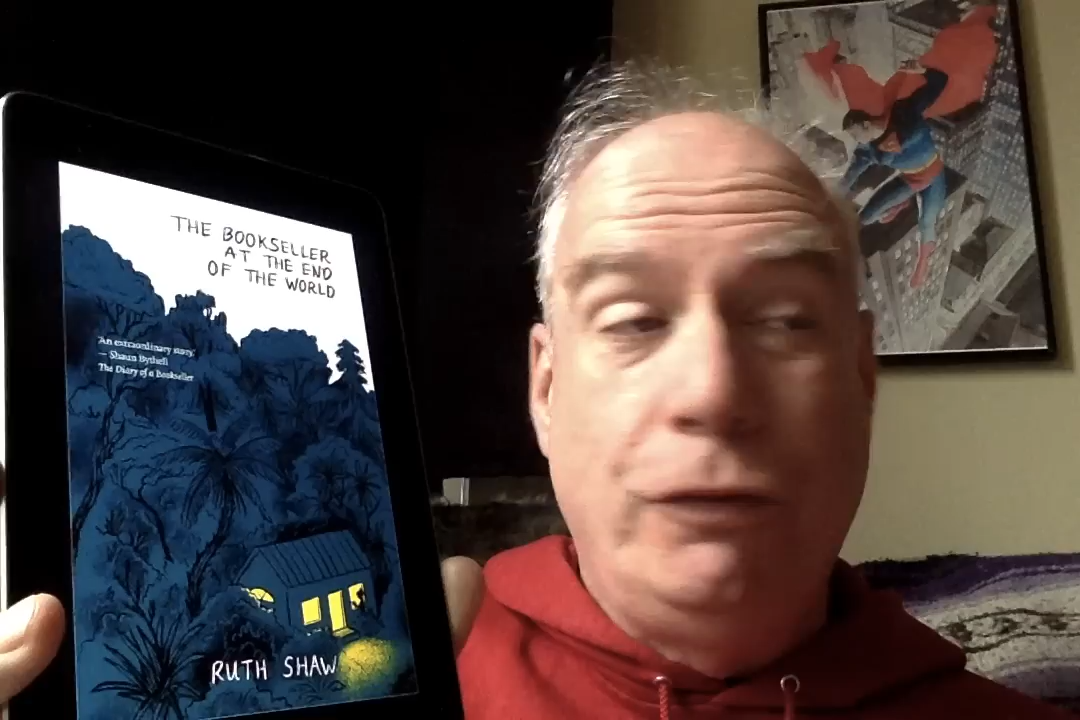 THE BOOKSELLER
AT THE END
OF THE WORLD
'An extraordinary story.'
— Shaun Bythell
The Diary of a Bookseller
RUTH SHAW